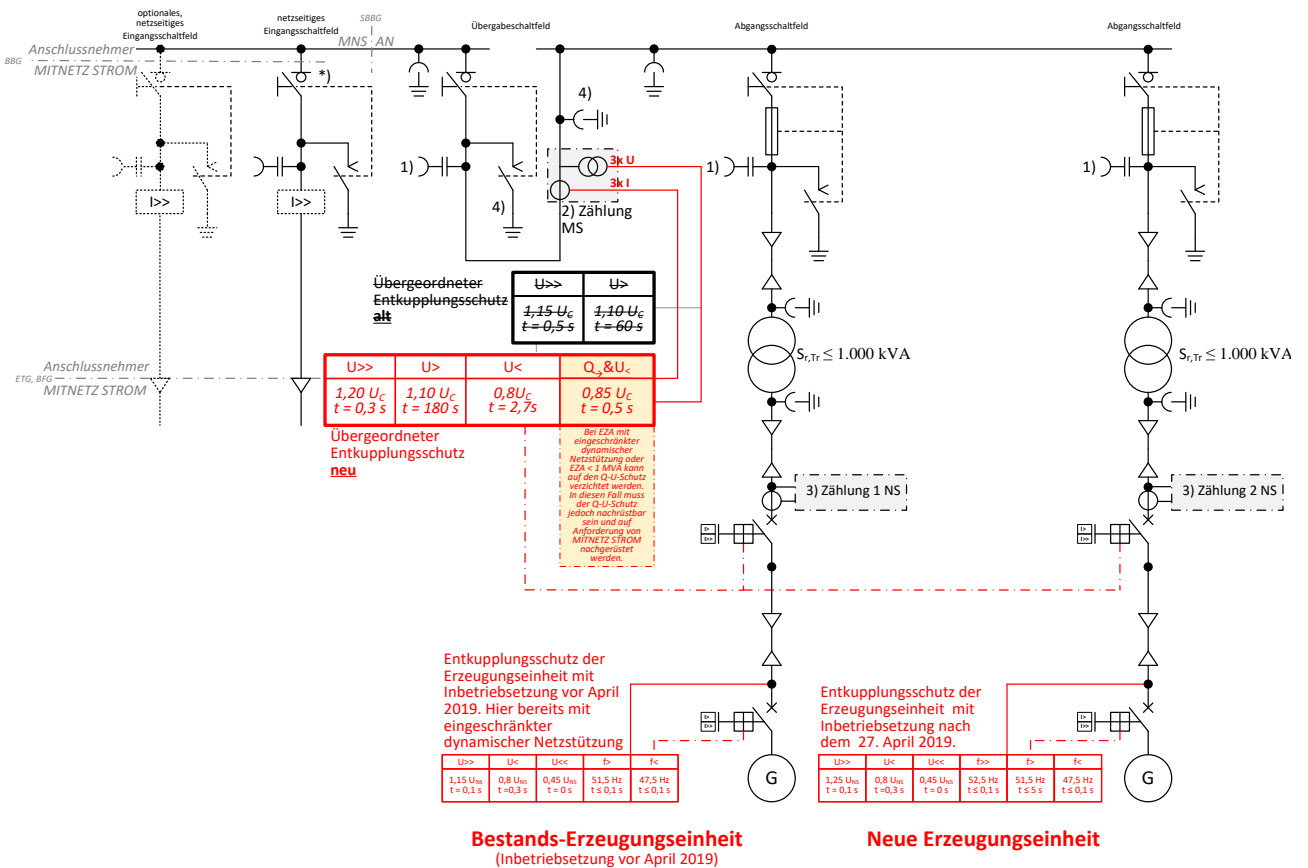 optionales,
netzseitiges
Eingangsschaltfeld
netzseitiges
Eingangsschaltfeld
SBBG
Übergabeschaltfeld
Abgangsschaltfeld
Abgangsschaltfeld
Anschlussnehmer
MNS AN
BBG
MITNETZ STROM
*)
4)
1)
3x U
3x I
1)
1)
I>>
I>>
4)
2) Zählung
MS
Übergeordneter
Entkupplungsschutz
alt
U>> U>
1,15 Uc 1,10 Uc
t = 0,5 s t = 60 s
Sr,Tr ≤ 1.000 kVA
Sr,Tr ≤ 1.000 kVA
Anschlussnehmer
ETG, BFG
MITNETZ STROM
U>> U> U< Q→&U<
1,20 UC 1,10 UC 0,8UC 0,85 UC
t = 0,3 s t = 180 s t = 2,7s t = 0,5 s
Übergeordneter
Entkupplungsschutz
neu
Bei EZA mit
eingeschränkter
dynamischer
Netzstützung oder
EZA < 1 MVA kann
auf den Q-U-Schutz
verzichtet werden.
In diesen Fall muss
der Q-U-Schutz
jedoch nachrüstbar
sein und auf
Anforderung von
MITNETZ STROM
nachgerüstet
werden.
3) Zählung 1 NS
3) Zählung 2 NS
I>
I>>
I>
I>>
Entkupplungsschutz der
Erzeugungseinheit mit
Inbetriebsetzung vor April
2019. Hier bereits mit
eingeschränkter
dynamischer Netzstützung
Entkupplungsschutz der
Erzeugungseinheit mit
Inbetriebsetzung nach
dem 27. April 2019.
I>
I>>
I>
I>>
U>> U< U<< f> f<
1,15 UNS 0,8 UNS 0,45 UNS 51,5 Hz 47,5 Hz
t = 0,1 s t =0,3 s t = 0 s t ≤ 0,1 s t ≤ 0,1 s
G
U>> U< U<< f>> f> f<
1,25 UNS 0,8 UNS 0,45 UNS 52,5 Hz 51,5 Hz 47,5 Hz
t = 0,1 s t =0,3 s t = 0 s t ≤ 0,1 s t ≤ 5 s t ≤ 0,1 s
G
Bestands-Erzeugungseinheit
(Inbetriebsetzung vor April 2019)
Neue Erzeugungseinheit